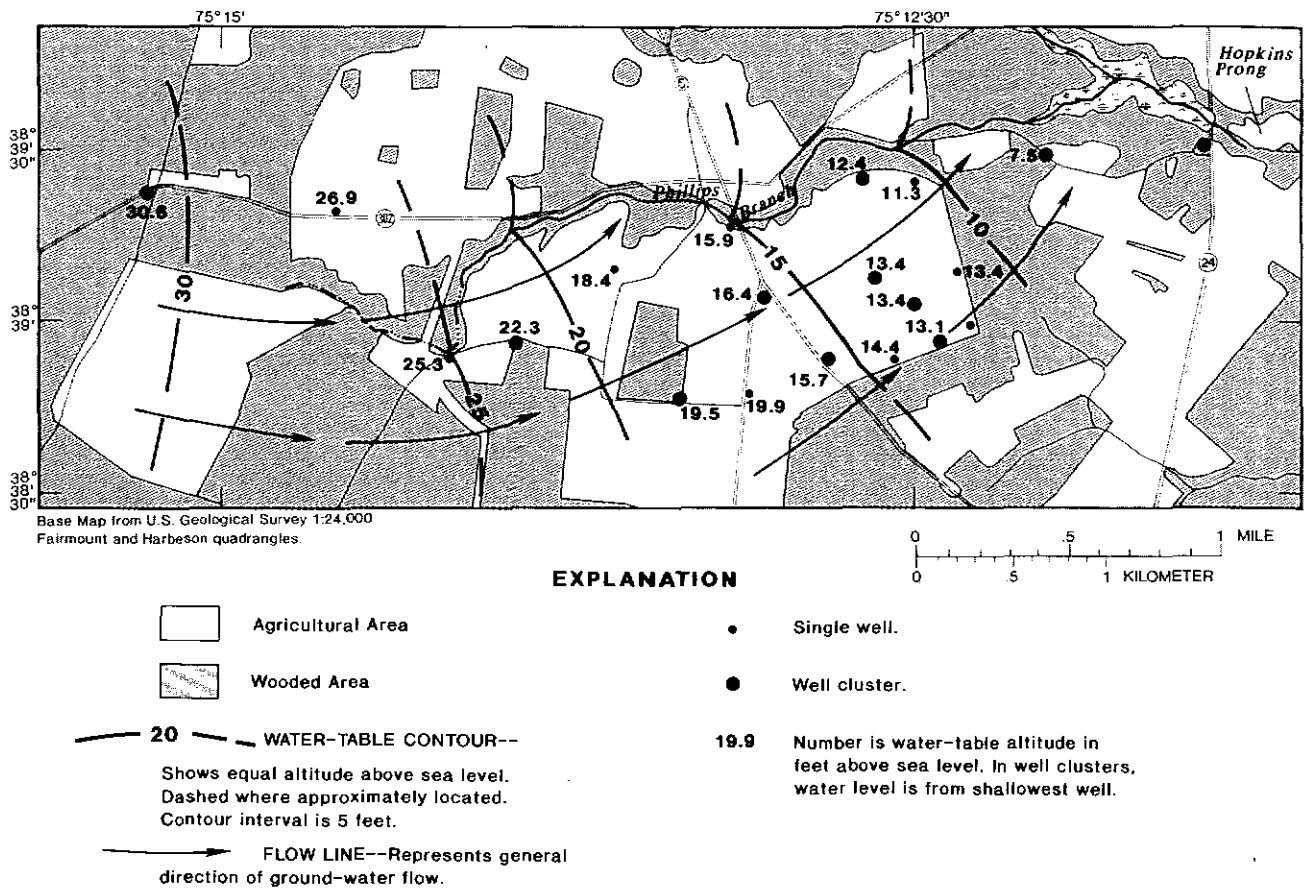 75° 15'
75° 12'30"
Hopkins
Prong
38°
39'
30"
12.4
7.5
Phillips
Branch
11.3
30.6
26.9
302
15.9
10
24
15
13.4
13.4
18.4
30
16.4
13.4
38°
39'
22.3
20
13.1
25.3
14.4
15.7
25
19.5
19.9
38°
38'
30"
Base Map from U.S. Geological Survey 1:24,000
Fairmount and Harbeson quadrangles.
0 .5 1 MILE
0 .5 1 KILOMETER
EXPLANATION
Agricultural Area
Single well.
Wooded Area
Well cluster.
20 WATER-TABLE CONTOUR--
Shows equal altitude above sea level.
Dashed where approximately located.
Contour interval is 5 feet.
19.9 Number is water-table altitude in
feet above sea level. In well clusters,
water level is from shallowest well.
FLOW LINE--Represents general
direction of ground-water flow.